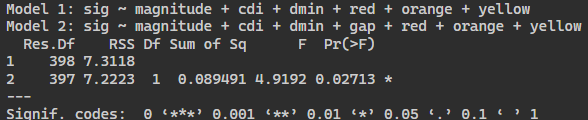 Model 1: sig ~ magnitude + cdi + dmin + red + orange + yellow
Model 2: sig ~ magnitude + cdi + dmin + gap + red + orange + yellow
  Res.Df    RSS Df Sum of Sq      F  Pr(>F)
1    398 7.3118
2    397 7.2223  1  0.089491 4.9192 0.02713 *
---
Signif. codes:  0 ‘***’ 0.001 ‘**’ 0.01 ‘*’ 0.05 ‘.’ 0.1 ‘ ’ 1